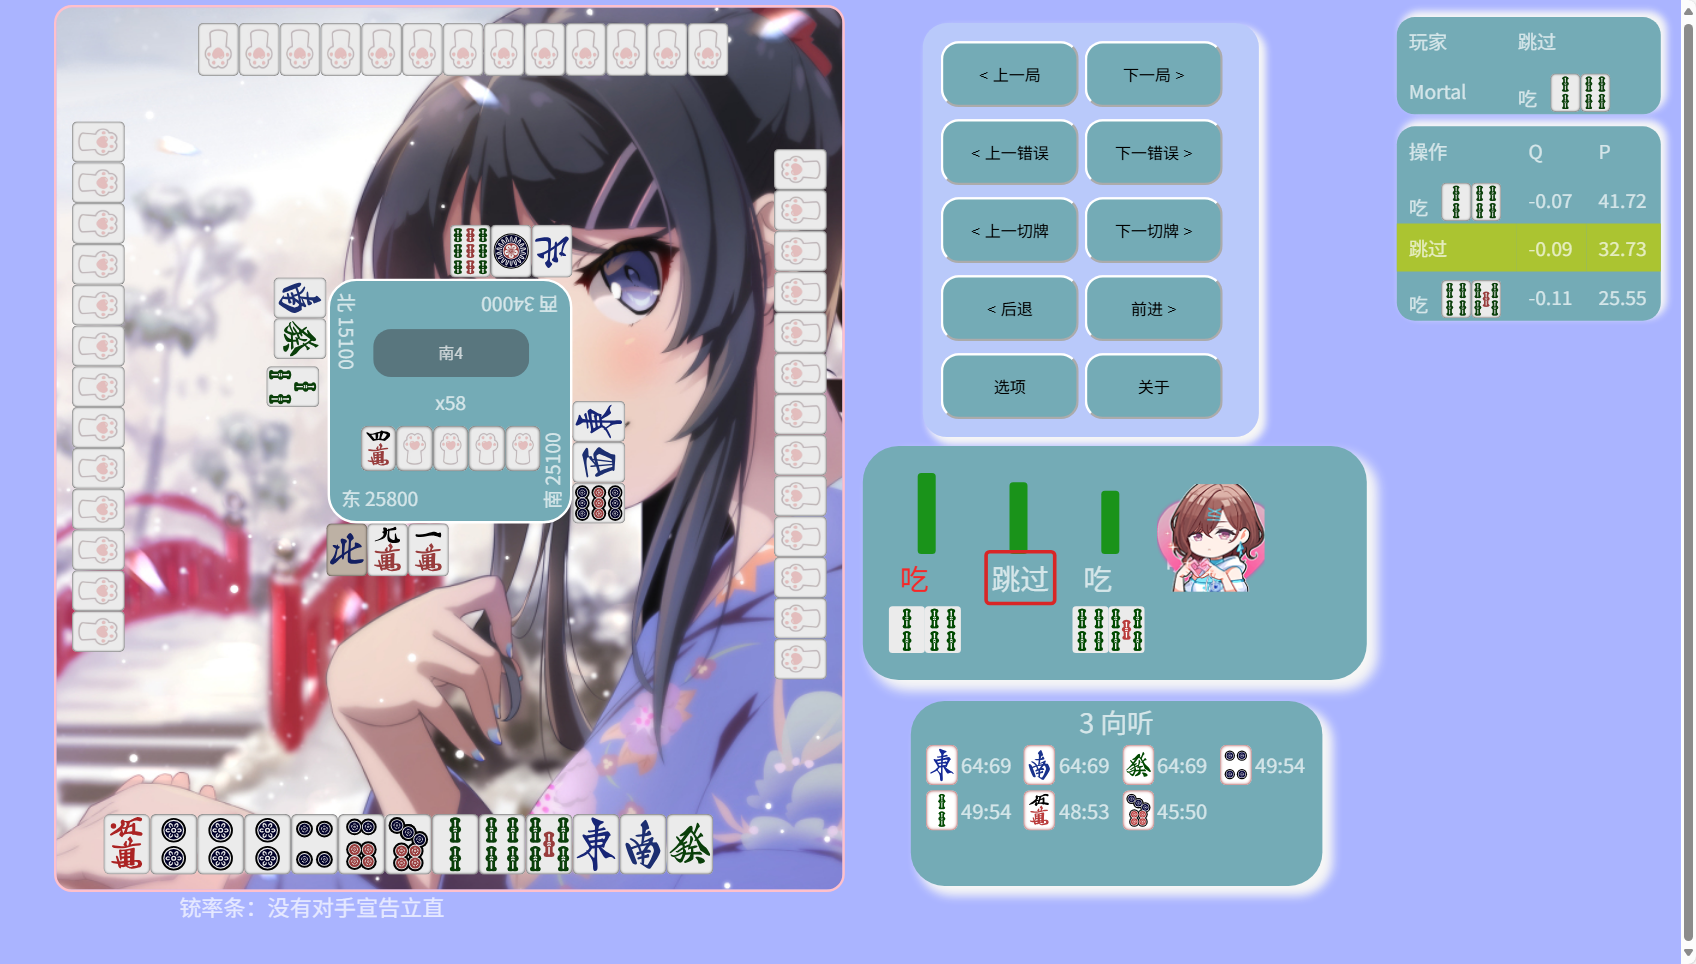 北 15100
西 34000
南4
x58
东 25800
南 25100
铳率条：没有对手宣告立直
< 上一局
下一局 >
< 上一错误
下一错误 >
< 上一切牌
下一切牌 >
< 后退
前进 >
选项
关于
吃
跳过
吃
3 向听
64:69
64:69
64:69
49:54
49:54
48:53
45:50
玩家 跳过
Mortal 吃
操作 Q P
吃 -0.07 41.72
跳过 -0.09 32.73
吃 -0.11 25.55